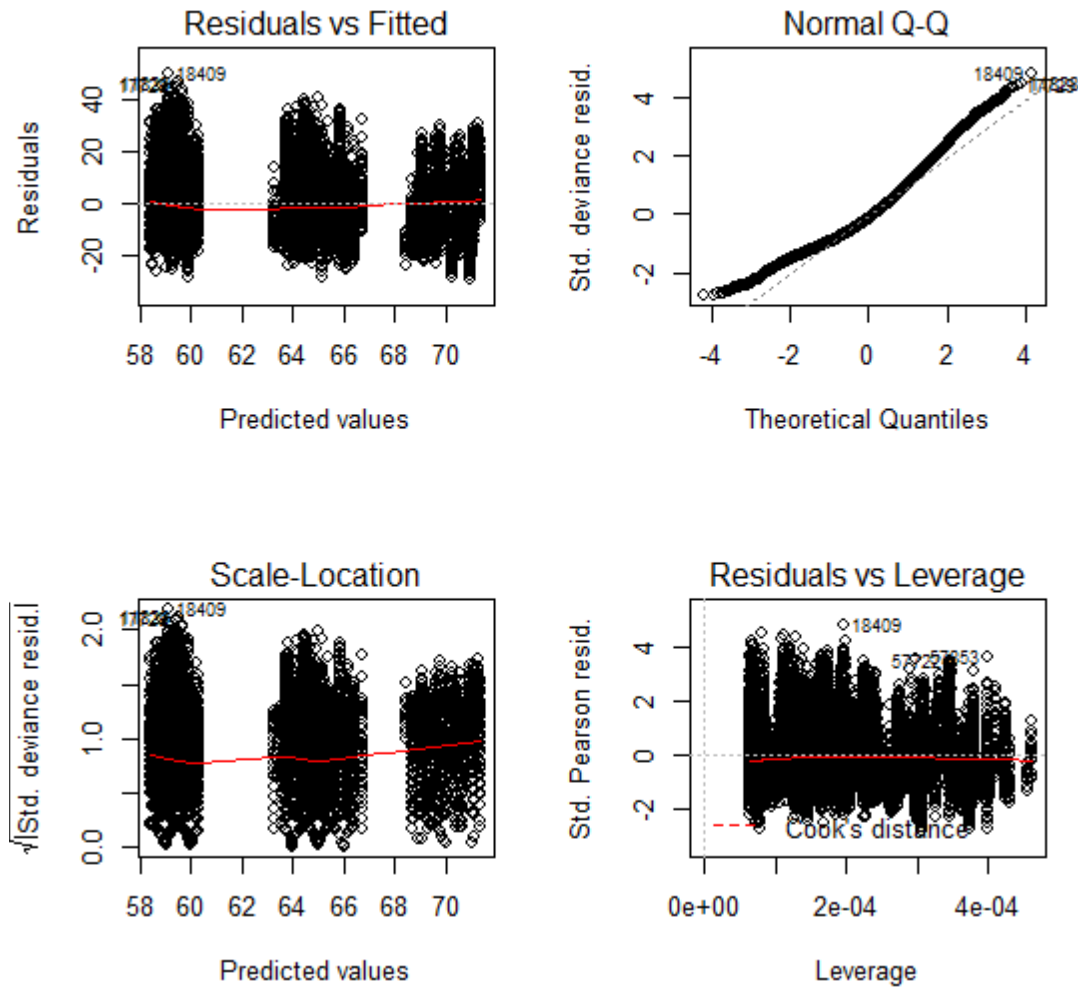 Residuals vs Fitted
18409
Residuals
-20 0 20 40
58 60 62 64 66 68 70
Predicted values
Normal Q-Q
18409
Std. deviance resid.
-2 0 2 4
-4 -2 0 2 4
Theoretical Quantiles
Scale-Location
18409
√|Std. deviance resid.|
0.0 1.0 2.0
58 60 62 64 66 68 70
Predicted values
Residuals vs Leverage
18409
Std. Pearson resid.
-2 0 2 4
Cook's distance
0e+00 2e-04 4e-04
Leverage